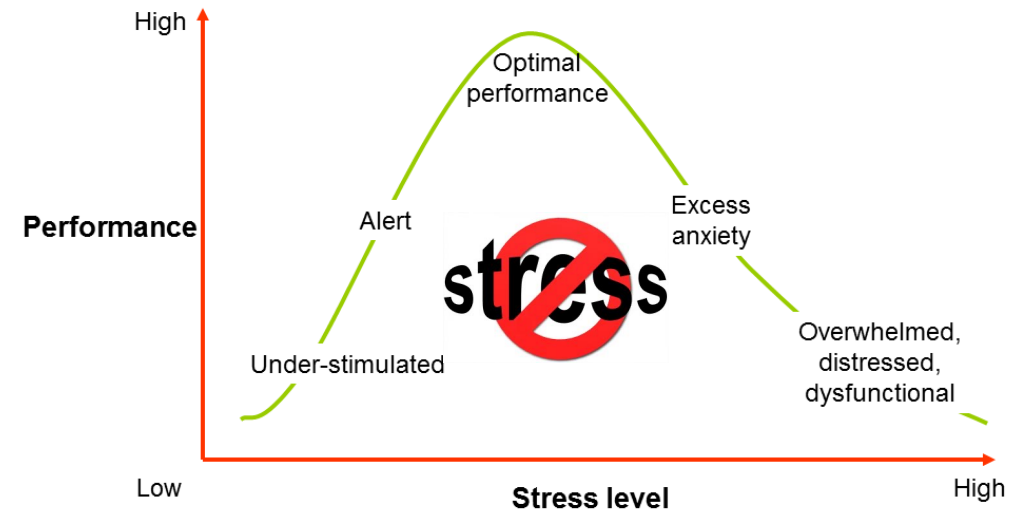 High
Optimal
performance
Excess
anxiety
Alert
Performance
stress
Overwhelmed,
distressed,
dysfunctional
Under-stimulated
Low
Stress level
High